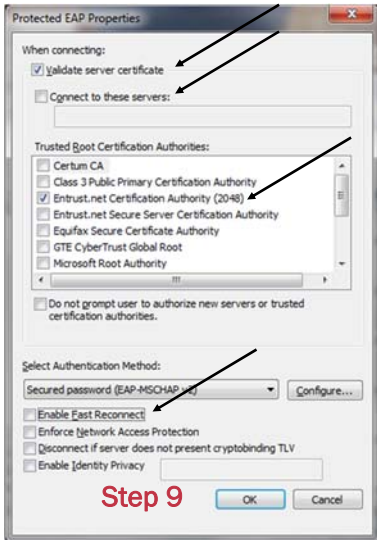 Protected EAP Properties
When connecting:
Validate server certificate
Connect to these servers:
Trusted Root Certification Authorities:
Certum CA
Class 3 Public Primary Certification Authority
Entrust.net Certification Authority (2048)
Entrust.net Secure Server Certification Authority
Equifax Secure Certificate Authority
GTE CyberTrust Global Root
Microsoft Root Authority
Do not prompt user to authorize new servers or trusted
certification authorities.
Select Authentication Method:
Secured password (EAP-MSCHAP v2)
Configure...
Enable Fast Reconnect
Enforce Network Access Protection
Disconnect if server does not present cryptobinding TLV
Enable Identity Privacy
Step 9
OK
Cancel